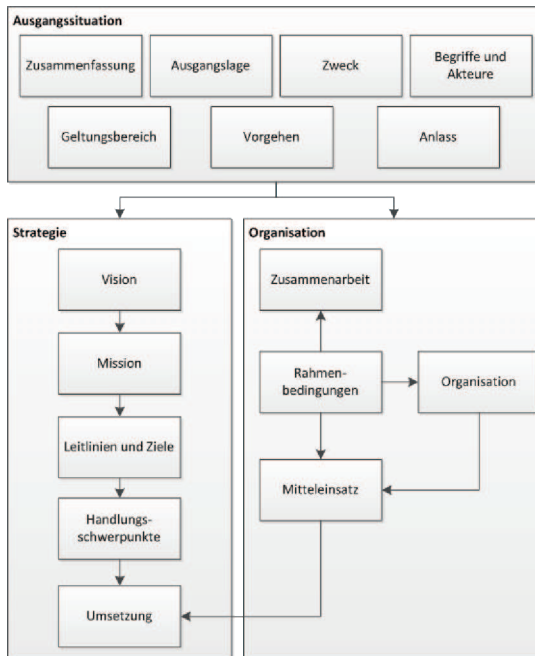 Ausgangssituation
Zusammenfassung
Ausgangslage
Zweck
Begriffe und
Akteure
Geltungsbereich
Vorgehen
Anlass
Strategie
Vision
Mission
Leitlinien und Ziele
Handlungs-
schwerpunkte
Umsetzung
Organisation
Zusammenarbeit
Rahmen-
bedingungen
Organisation
Mitteleinsatz